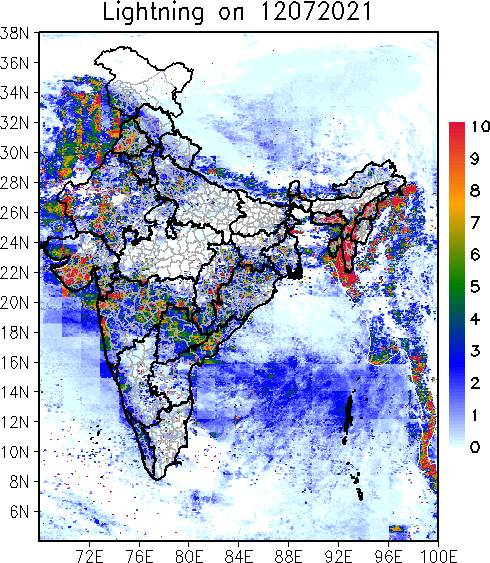 Lightning on 12072021
38N
36N
34N
32N
30N
28N
26N
24N
22N
20N
18N
16N
14N
12N
10N
8N
6N
72E 76E 80E 84E 88E 92E 96E 100E
10
9
8
7
6
5
4
3
2
1
0